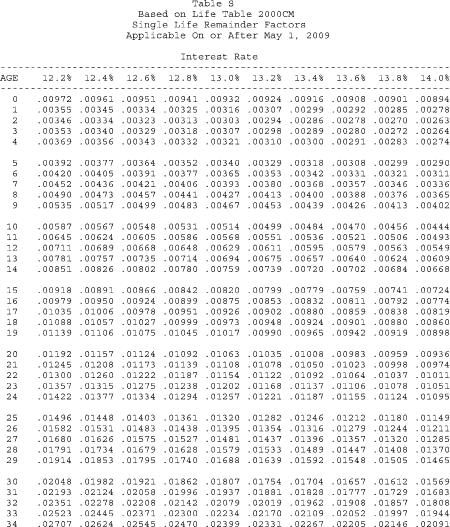 Table S
Based on Life Table 2000CM
Single Life Remainder Factors
Applicable On or After May 1, 2009
Interest Rate
AGE 12.2% 12.4% 12.6% 12.8% 13.0% 13.2% 13.4% 13.6% 13.8% 14.0%
0 .00972 .00961 .00951 .00941 .00932 .00924 .00916 .00908 .00901 .00894
1 .00355 .00345 .00334 .00325 .00316 .00307 .00299 .00292 .00285 .00278
2 .00346 .00334 .00323 .00313 .00303 .00294 .00286 .00278 .00270 .00263
3 .00353 .00340 .00329 .00318 .00307 .00298 .00289 .00280 .00272 .00264
4 .00369 .00356 .00343 .00332 .00321 .00310 .00300 .00291 .00283 .00274
5 .00392 .00377 .00364 .00352 .00340 .00329 .00318 .00308 .00299 .00290
6 .00420 .00405 .00391 .00377 .00365 .00353 .00342 .00331 .00321 .00311
7 .00452 .00436 .00421 .00406 .00393 .00380 .00368 .00357 .00346 .00336
8 .00490 .00473 .00457 .00441 .00427 .00413 .00400 .00388 .00376 .00365
9 .00535 .00517 .00499 .00483 .00467 .00453 .00439 .00426 .00413 .00402
10 .00587 .00567 .00548 .00531 .00514 .00499 .00484 .00470 .00456 .00444
11 .00645 .00624 .00605 .00586 .00568 .00551 .00536 .00521 .00506 .00493
12 .00711 .00689 .00668 .00648 .00629 .00611 .00595 .00579 .00563 .00549
13 .00781 .00757 .00735 .00714 .00694 .00675 .00657 .00640 .00624 .00609
14 .00851 .00826 .00802 .00780 .00759 .00739 .00720 .00702 .00684 .00668
15 .00918 .00891 .00866 .00842 .00820 .00799 .00779 .00759 .00741 .00724
16 .00979 .00950 .00924 .00899 .00875 .00853 .00832 .00811 .00792 .00774
17 .01035 .01006 .00978 .00951 .00926 .00902 .00880 .00859 .00838 .00819
18 .01088 .01057 .01027 .00999 .00973 .00948 .00924 .00901 .00880 .00860
19 .01139 .01106 .01075 .01045 .01017 .00990 .00965 .00942 .00919 .00898
20 .01192 .01157 .01124 .01092 .01063 .01035 .01008 .00983 .00959 .00936
21 .01245 .01208 .01173 .01139 .01108 .01078 .01050 .01023 .00998 .00974
22 .01300 .01260 .01222 .01187 .01154 .01122 .01092 .01064 .01037 .01011
23 .01357 .01315 .01275 .01238 .01202 .01168 .01137 .01106 .01078 .01051
24 .01422 .01377 .01334 .01294 .01257 .01221 .01187 .01155 .01124 .01095
25 .01496 .01448 .01403 .01361 .01320 .01282 .01246 .01212 .01180 .01149
26 .01582 .01531 .01483 .01438 .01395 .01354 .01316 .01279 .01244 .01211
27 .01680 .01626 .01575 .01527 .01481 .01437 .01396 .01357 .01320 .01285
28 .01791 .01734 .01679 .01628 .01579 .01533 .01489 .01447 .01408 .01370
29 .01914 .01853 .01795 .01740 .01688 .01639 .01592 .01548 .01505 .01465
30 .02048 .01982 .01921 .01862 .01807 .01754 .01704 .01657 .01612 .01569
31 .02193 .02124 .02058 .01996 .01937 .01881 .01828 .01777 .01729 .01683
32 .02351 .02278 .02208 .02142 .02079 .02019 .01962 .01908 .01857 .01808
33 .02523 .02445 .02371 .02300 .02234 .02170 .02109 .02052 .01997 .01944
34 .02707 .02624 .02545 .02470 .02399 .02331 .02267 .02205 .02146 .02091